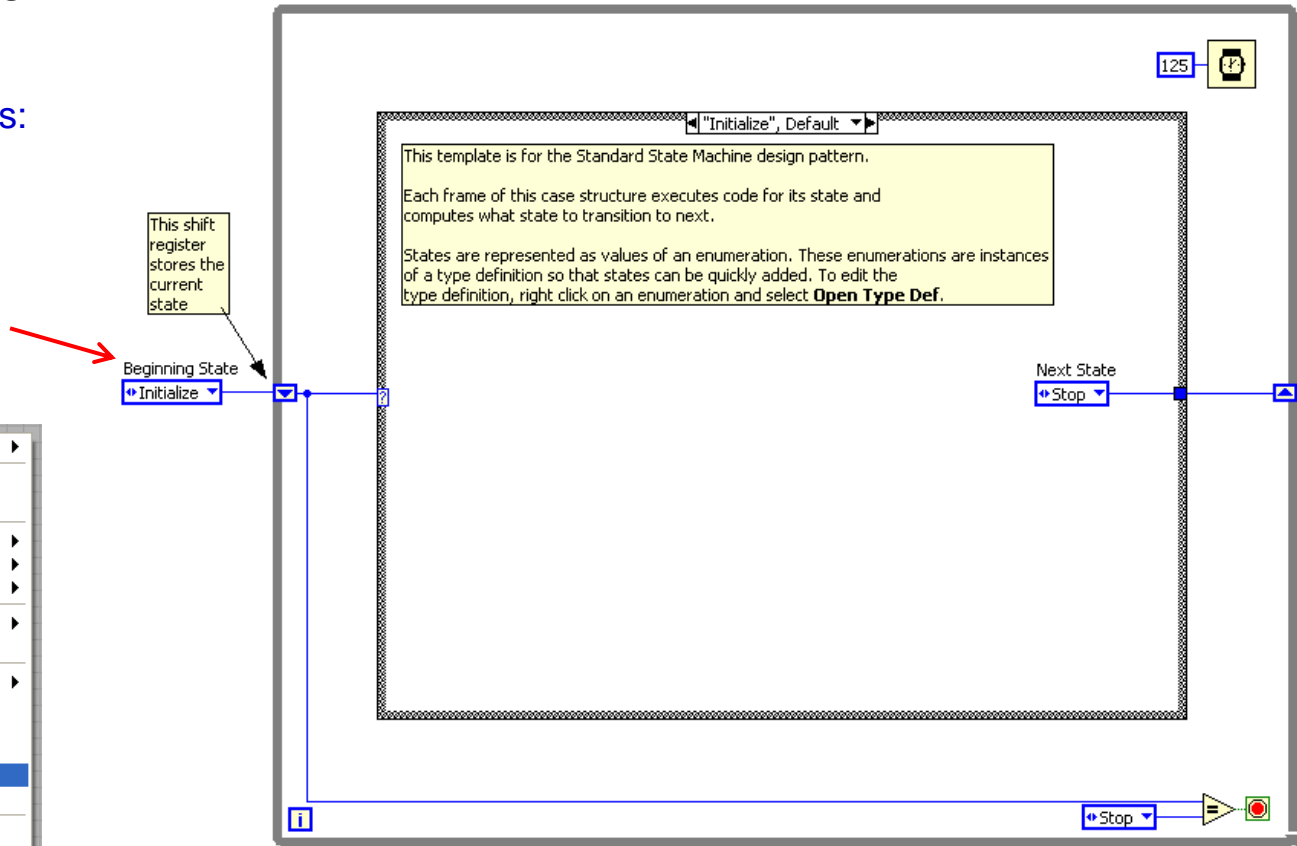 s:
125
"Initialize", Default
This template is for the Standard State Machine design pattern.
Each frame of this case structure executes code for its state and
computes what state to transition to next.
States are represented as values of an enumeration. These enumerations are instances
of a type definition so that states can be quickly added. To edit the
type definition, right click on an enumeration and select Open Type Def.
This shift
register
stores the
current
state
Beginning State
Initialize
?
Next State
Stop
i
Stop
=